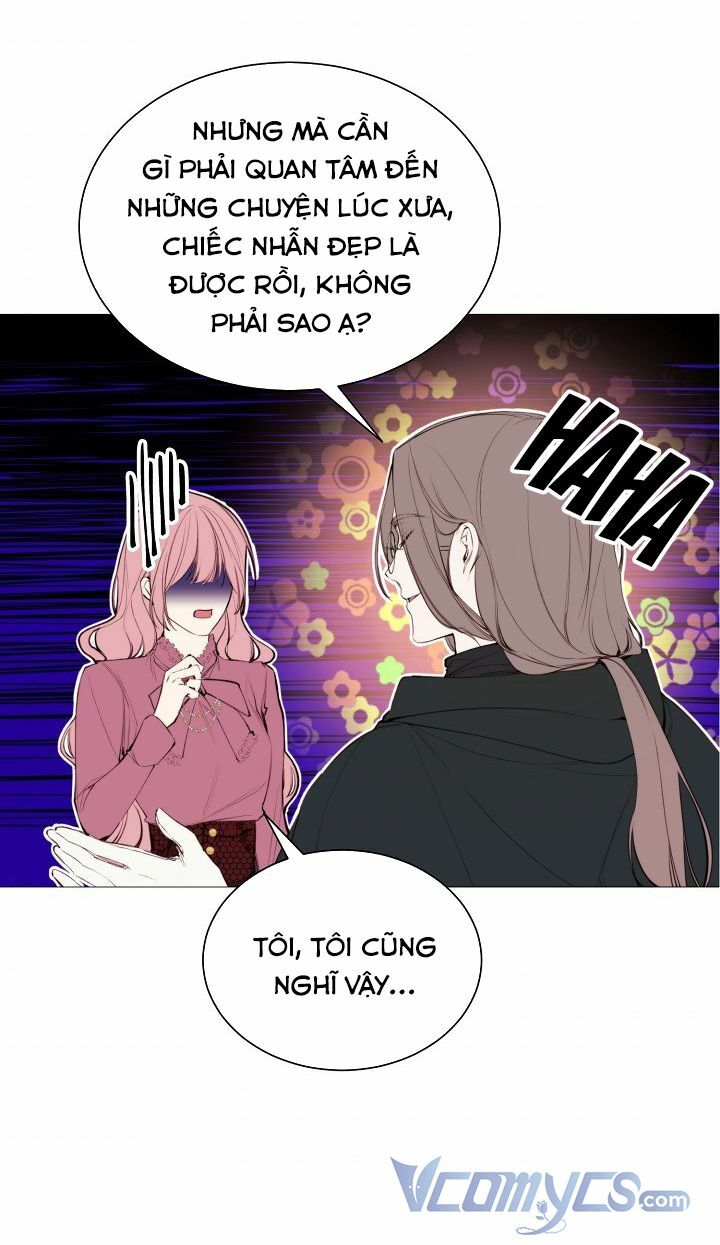 NHƯNG MÀ CẦN
GÌ PHẢI QUAN TÂM ĐẾN
NHỮNG CHUYỆN LÚC XƯA,
CHIẾC NHẪN ĐẸP LÀ
ĐƯỢC RỒI, KHÔNG
PHẢI SAO Ạ?
HAHA
TÔI, TÔI CŨNG
NGHĨ VẬY...
VCOMYCS.com